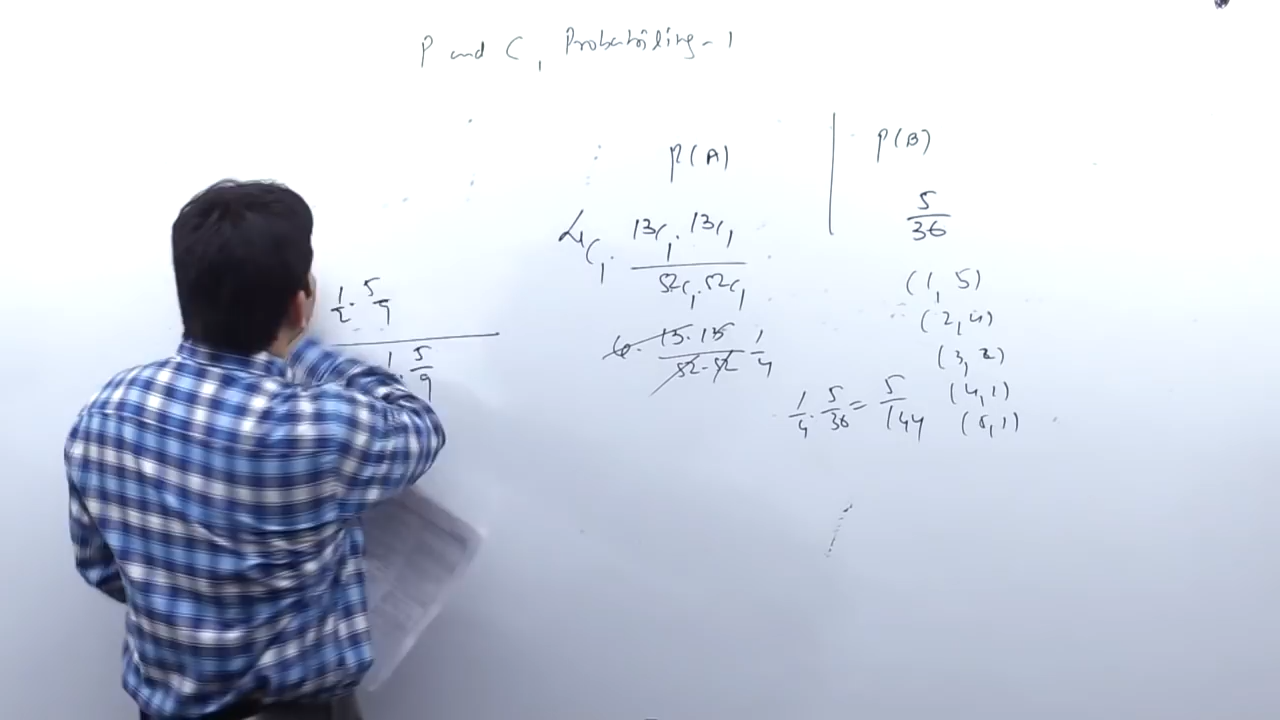 P and C, Probability - 1
P(A)
4C1 . 13C1 . 13C1 / 52C1 . 52C1
13 . 13 / 52 . 52 1/4
P(B)
5/36
(1, 5)
(2, 4)
(3, 2)
(4, 1)
(5, 1)
1/4 . 5/36 = 5/144
1/2 . 5/9
1 . 5/9